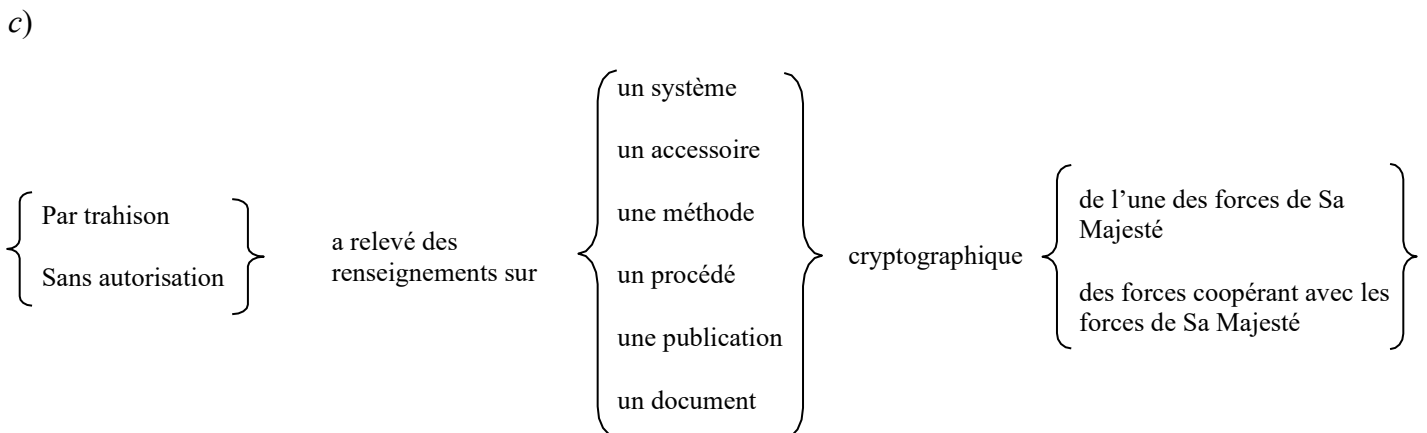 c)
Par trahison
Sans autorisation
a relevé des
renseignements sur
un système
un accessoire
une méthode
un procédé
une publication
un document
cryptographique
de l’une des forces de Sa
Majesté
des forces coopérant avec les
forces de Sa Majesté